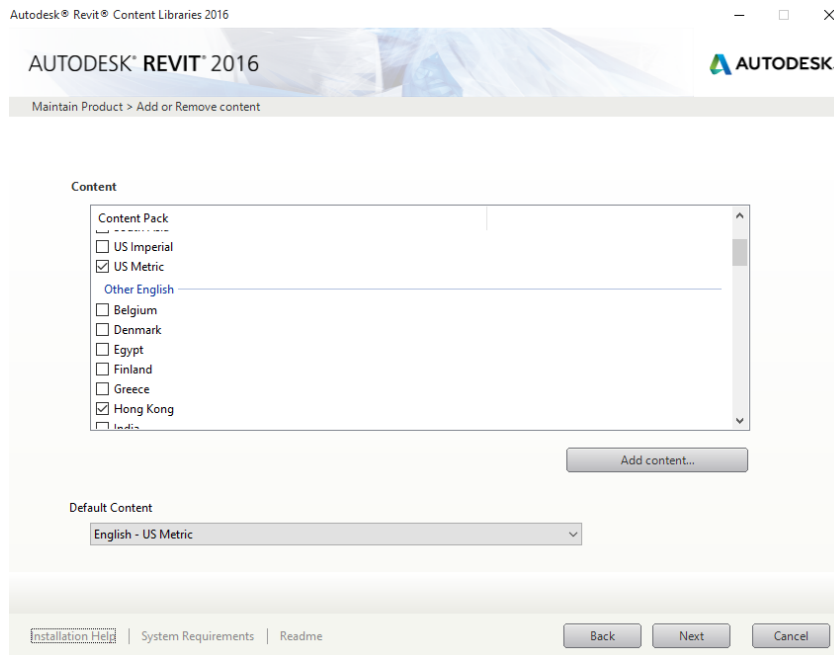 Autodesk® Revit® Content Libraries 2016
AUTODESK® REVIT® 2016
AUTODESK
Maintain Product > Add or Remove content
Content
Content Pack
US Imperial
US Metric
Other English
Belgium
Denmark
Egypt
Finland
Greece
Hong Kong
India
Add content...
Default Content
English - US Metric
Installation Help
System Requirements
Readme
Back
Next
Cancel